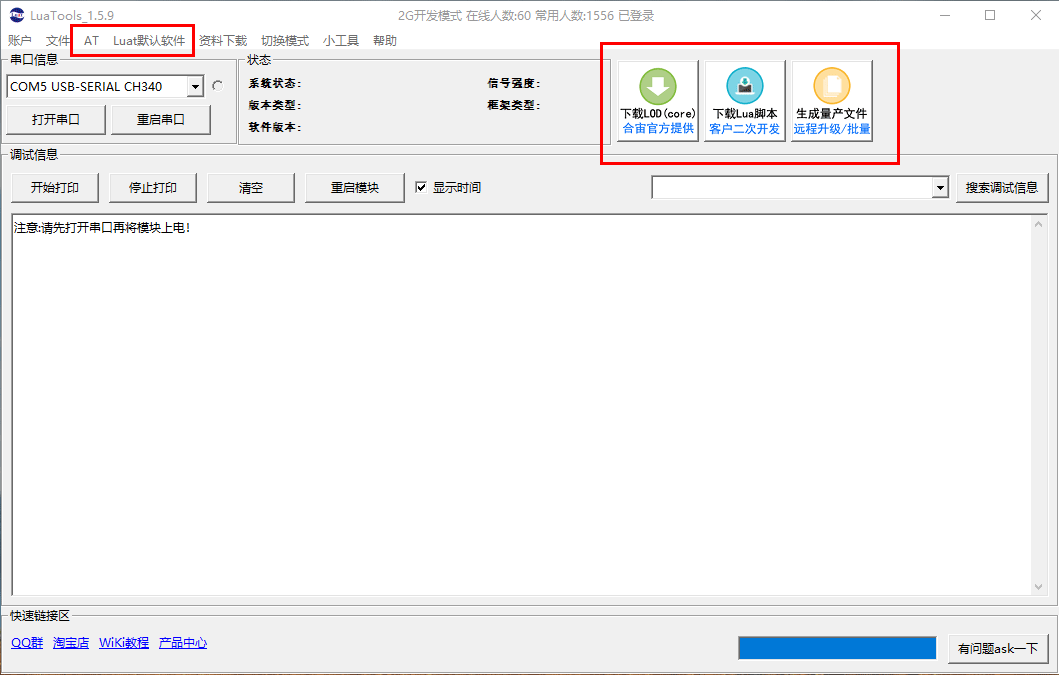 LuaTools_1.5.9
2G开发模式 在线人数:60 常用人数:1556 已登录
账户 文件 AT Luat默认软件 资料下载 切换模式 小工具 帮助
串口信息
COM5 USB-SERIAL CH340
打开串口 重启串口
状态
系统状态: 信号强度:
版本类型: 框架类型:
软件版本:
下载LOD(core)
合宙官方提供
下载Lua脚本
客户二次开发
生成量产文件
远程升级/批量
调试信息
开始打印 停止打印 清空 重启模块 显示时间 搜索调试信息
注意:请先打开串口再将模块上电!
快速链接区
QQ群 淘宝店 WiKi教程 产品中心
有问题ask一下